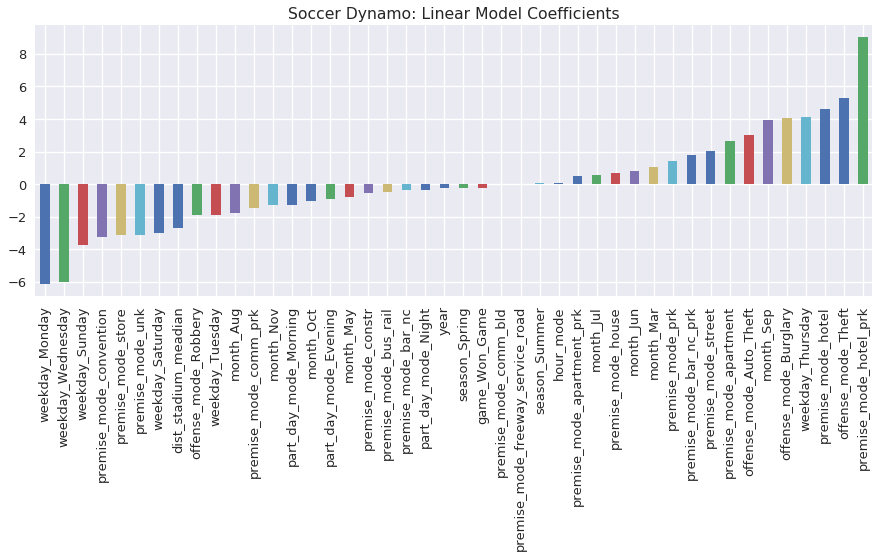 Soccer Dynamo: Linear Model Coefficients
8
6
4
2
0
−2
−4
−6
weekday_Monday
weekday_Wednesday
weekday_Sunday
premise_mode_convention
premise_mode_store
premise_mode_unk
weekday_Saturday
dist_stadium_meadian
offense_mode_Robbery
weekday_Tuesday
month_Aug
premise_mode_comm_prk
month_Nov
part_day_mode_Morning
month_Oct
part_day_mode_Evening
month_May
premise_mode_constr
premise_mode_bus_rail
premise_mode_bar_nc
part_day_mode_Night
year
season_Spring
game_Won_Game
premise_mode_comm_bld
premise_mode_freeway_service_road
season_Summer
hour_mode
premise_mode_apartment_prk
month_Jul
premise_mode_house
month_Jun
month_Mar
premise_mode_prk
premise_mode_bar_nc_prk
premise_mode_street
premise_mode_apartment
offense_mode_Auto_Theft
month_Sep
offense_mode_Burglary
weekday_Thursday
premise_mode_hotel
offense_mode_Theft
premise_mode_hotel_prk